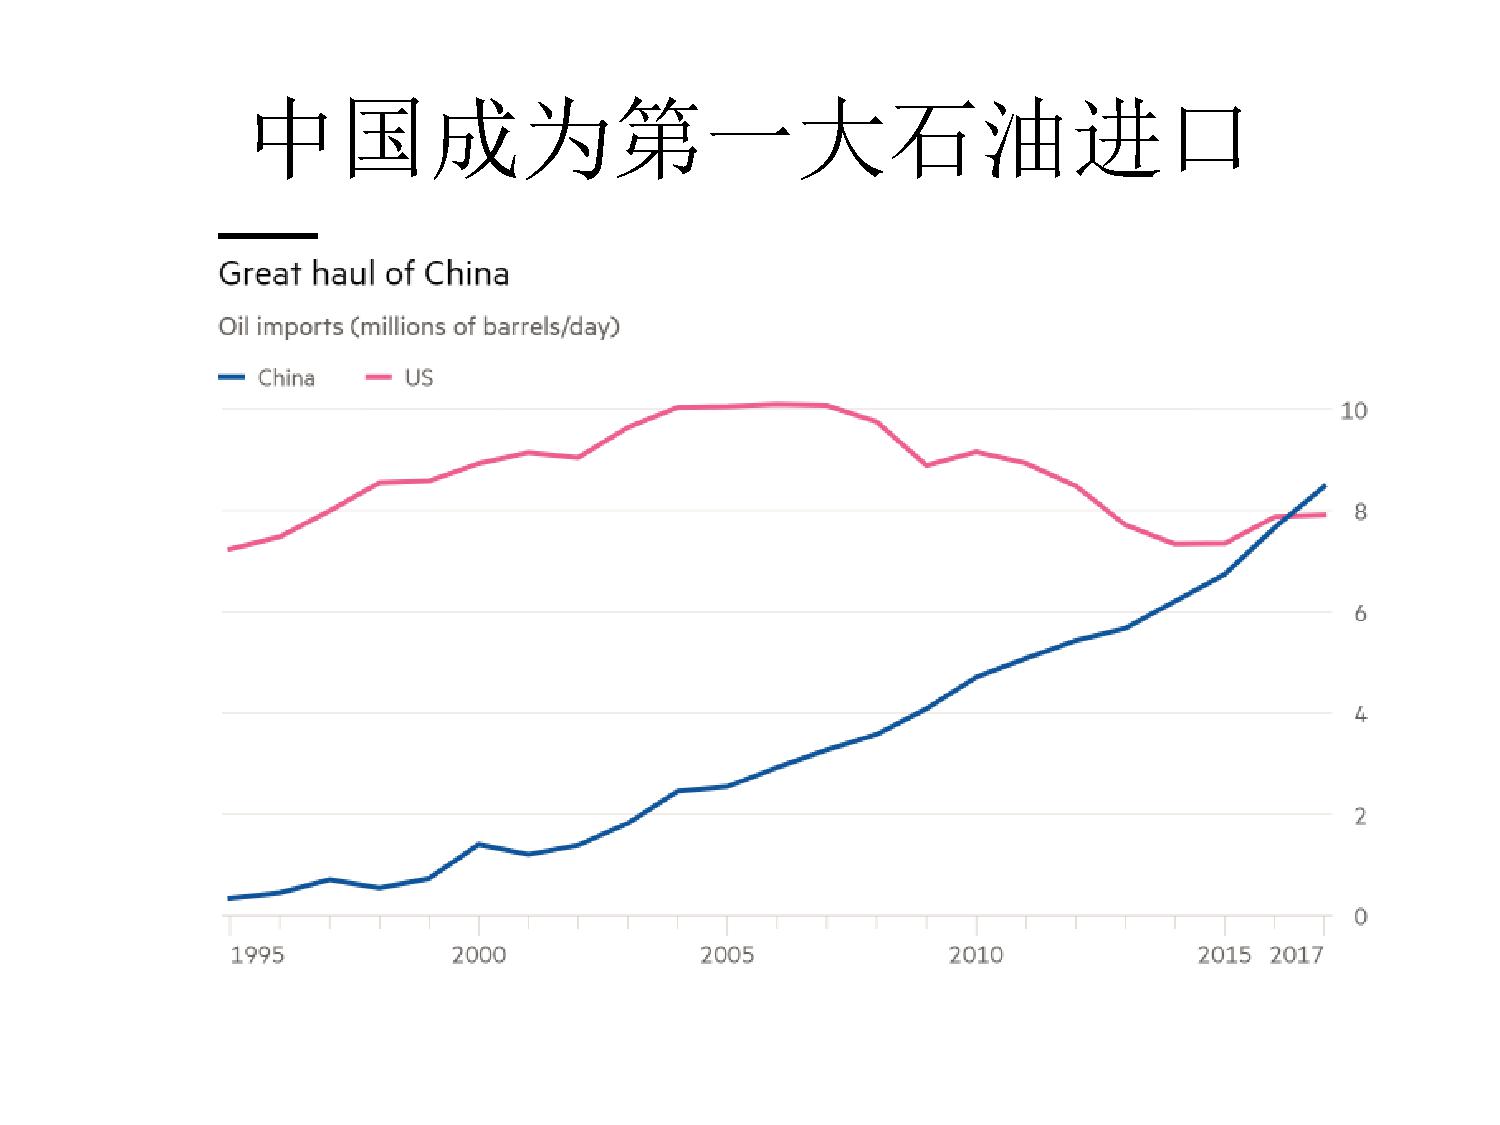 中国成为第一大石油进口
Great haul of China
Oil imports (millions of barrels/day)
China US
10
8
6
4
2
0
1995 2000 2005 2010 2015 2017